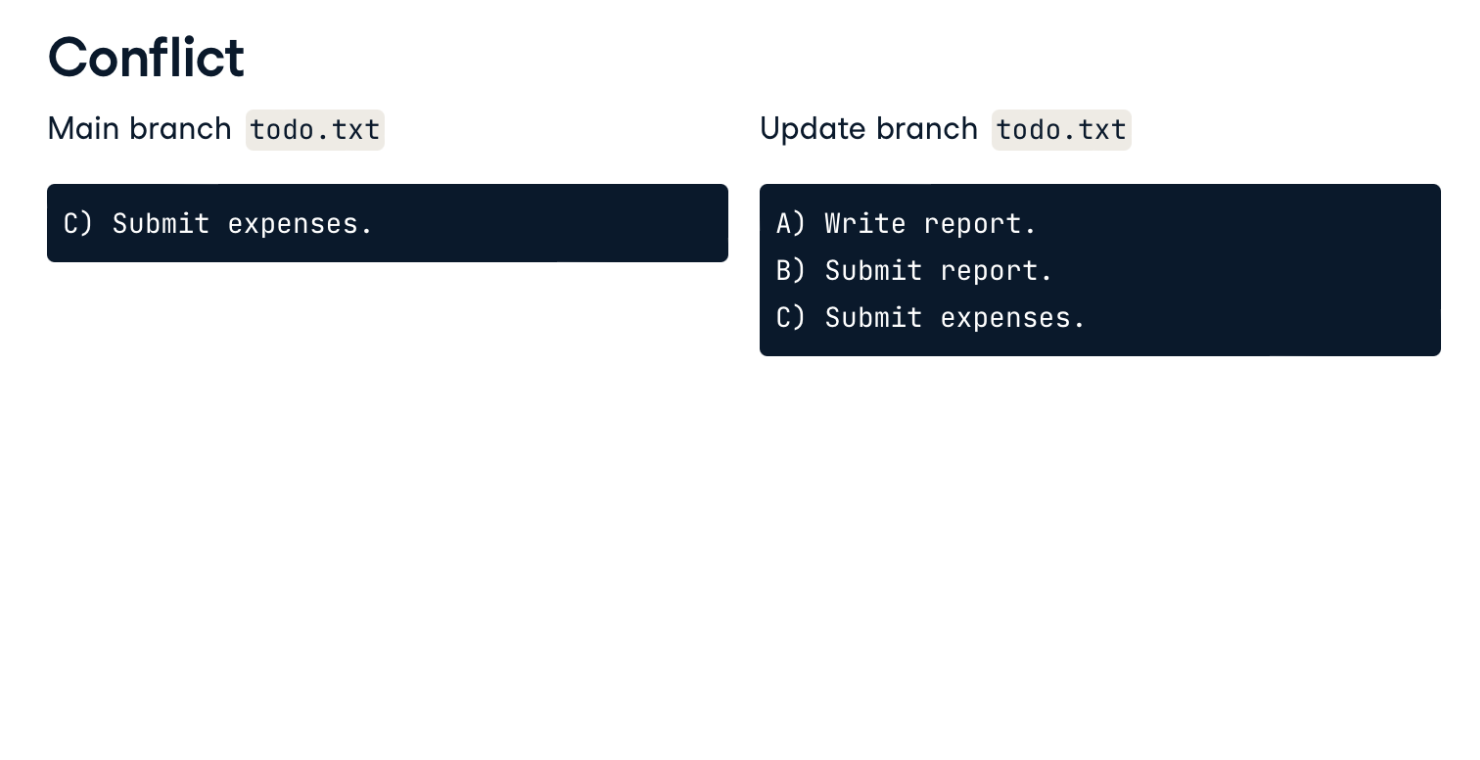 Conflict
Main branch todo.txt
C) Submit expenses.
Update branch todo.txt
A) Write report.
B) Submit report.
C) Submit expenses.